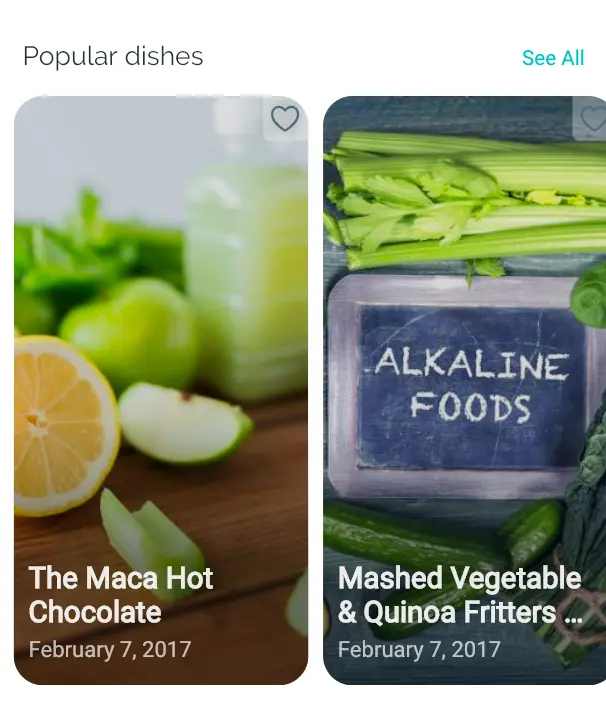 Popular dishes
See All
ALKALINE
FOODS
The Maca Hot
Chocolate
February 7, 2017
Mashed Vegetable
& Quinoa Fritters ...
February 7, 2017